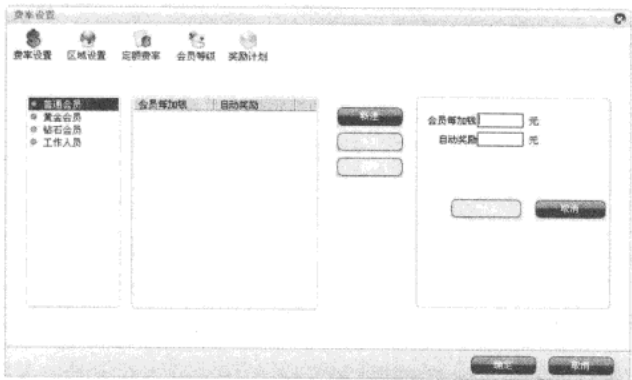 费率设置
费率设置 区域设置 定额费率 会员等级 奖励计划
普通会员
黄金会员
钻石会员
工作人员
会员每加钱 自动奖励
新建
会员每加钱 元
自动奖励 元
取消
确定 取消